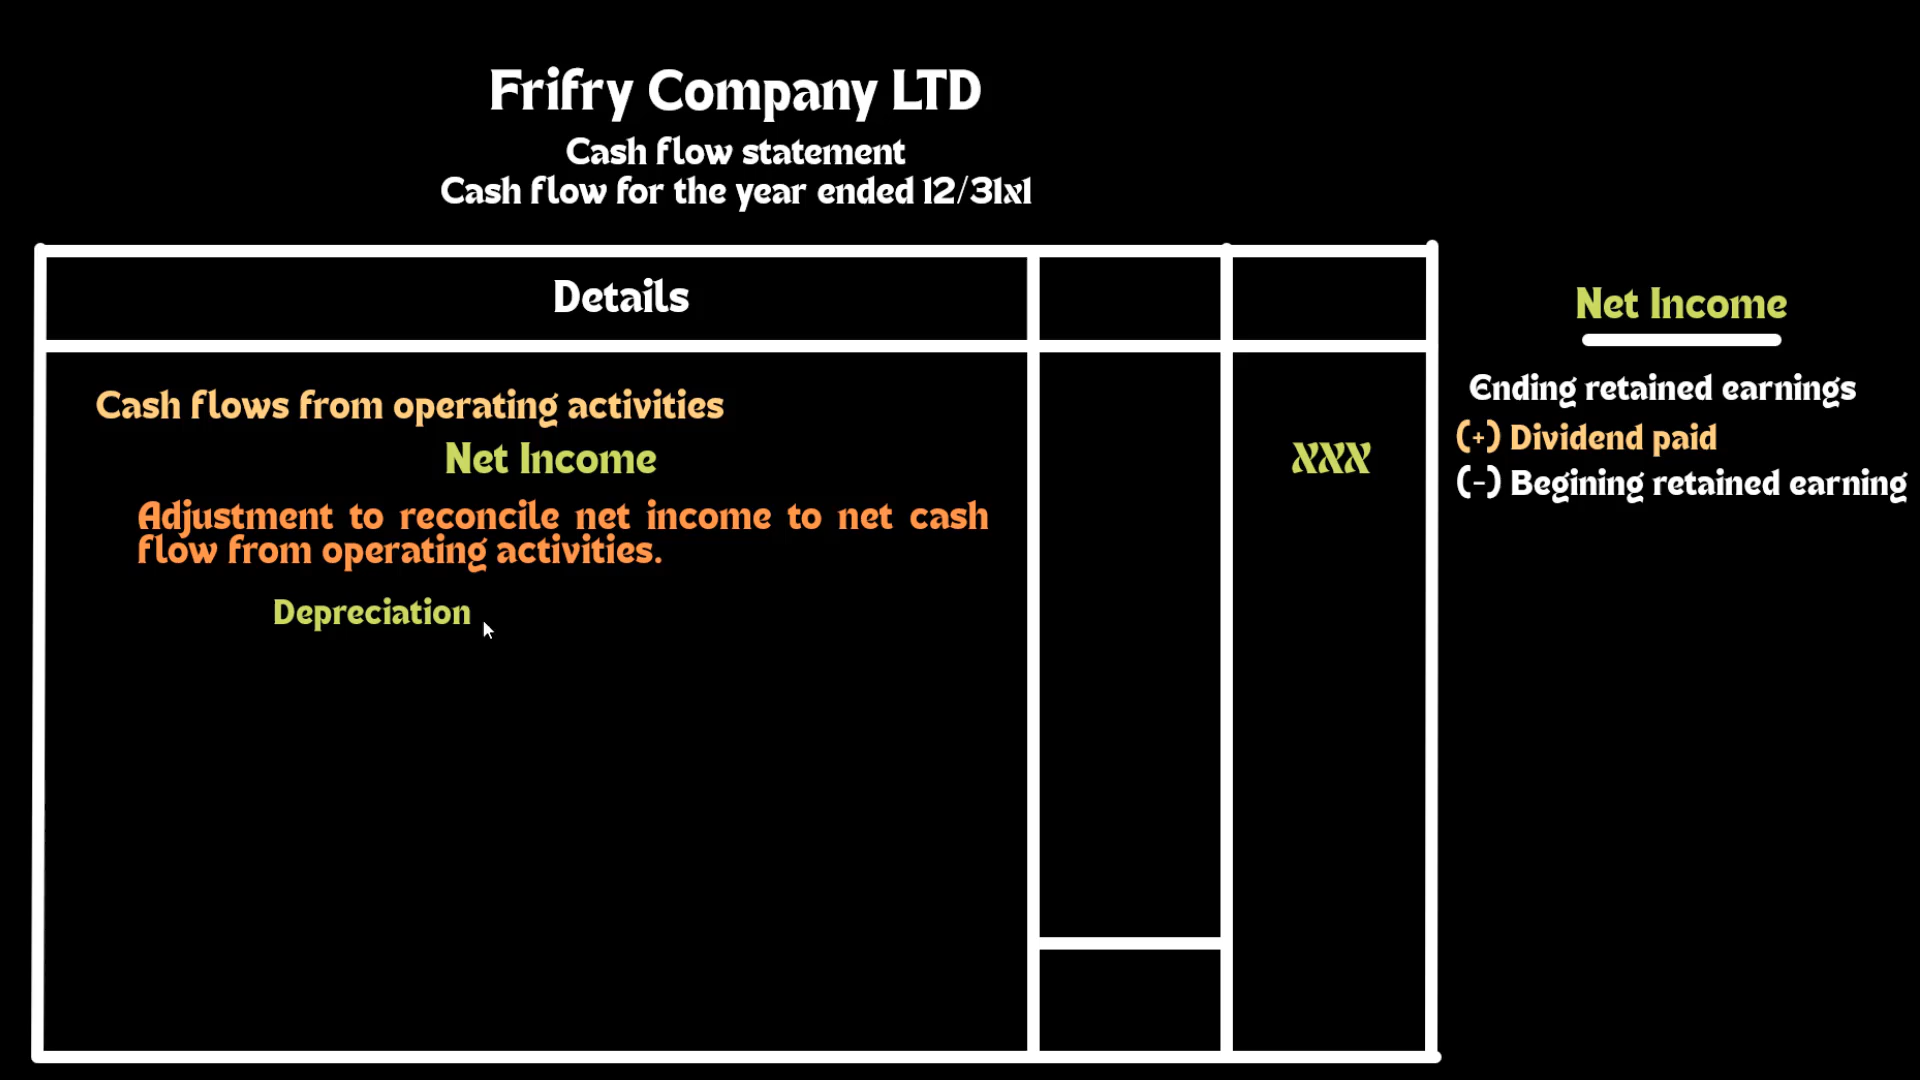 Frifry Company LTD
Cash flow statement
Cash flow for the year ended 12/31x1
Details
Cash flows from operating activities
Net Income
XXX
Adjustment to reconcile net income to net cash
flow from operating activities.
Depreciation
Net Income
Ending retained earnings
(+) Dividend paid
(-) Begining retained earning